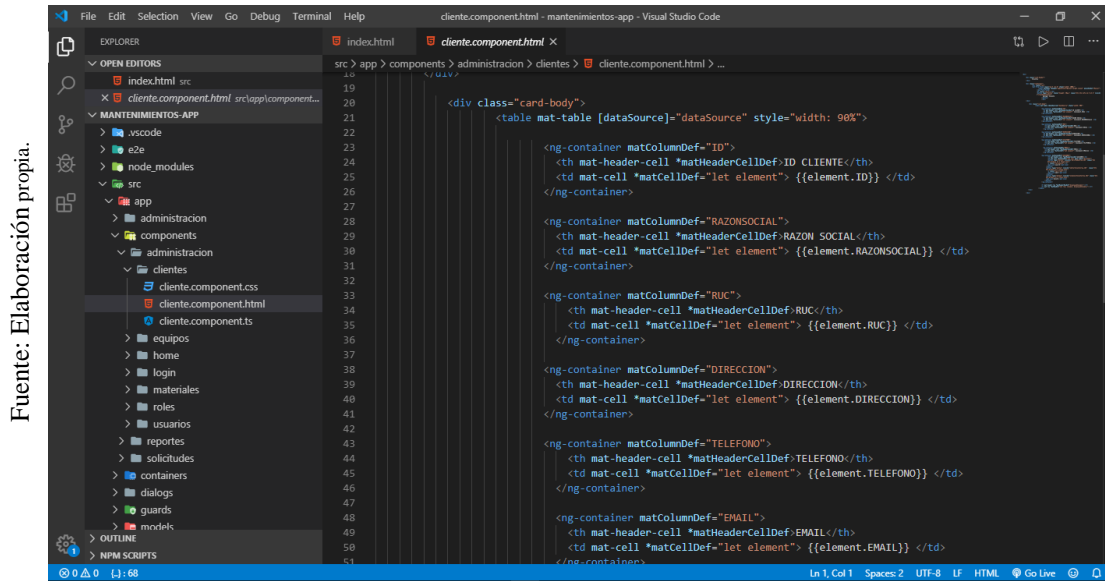 Fuente: Elaboración propia.
File Edit Selection View Go Debug Terminal Help
cliente.component.html - mantenimientos-app - Visual Studio Code
EXPLORER
OPEN EDITORS
index.html src
cliente.component.html src\app\component...
MANTENIMIENTOS-APP
.vscode
e2e
node_modules
src
app
administracion
components
administracion
clientes
cliente.component.css
cliente.component.html
cliente.component.ts
equipos
home
login
materiales
roles
usuarios
reportes
solicitudes
containers
dialogs
guards
models
OUTLINE
NPM SCRIPTS
index.html
cliente.component.html
src > app > components > administracion > clientes > cliente.component.html > ...
18 </div>
19
20 <div class="card-body">
21 <table mat-table [dataSource]="dataSource" style="width: 90%">
22
23 <ng-container matColumnDef="ID">
24 <th mat-header-cell *matHeaderCellDef>ID CLIENTE</th>
25 <td mat-cell *matCellDef="let element"> {{element.ID}} </td>
26 </ng-container>
27
28 <ng-container matColumnDef="RAZONSOCIAL">
29 <th mat-header-cell *matHeaderCellDef>RAZON SOCIAL</th>
30 <td mat-cell *matCellDef="let element"> {{element.RAZONSOCIAL}} </td>
31 </ng-container>
32
33 <ng-container matColumnDef="RUC">
34 <th mat-header-cell *matHeaderCellDef>RUC</th>
35 <td mat-cell *matCellDef="let element"> {{element.RUC}} </td>
36 </ng-container>
37
38 <ng-container matColumnDef="DIRECCION">
39 <th mat-header-cell *matHeaderCellDef>DIRECCION</th>
40 <td mat-cell *matCellDef="let element"> {{element.DIRECCION}} </td>
41 </ng-container>
42
43 <ng-container matColumnDef="TELEFONO">
44 <th mat-header-cell *matHeaderCellDef>TELEFONO</th>
45 <td mat-cell *matCellDef="let element"> {{element.TELEFONO}} </td>
46 </ng-container>
47
48 <ng-container matColumnDef="EMAIL">
49 <th mat-header-cell *matHeaderCellDef>EMAIL</th>
50 <td mat-cell *matCellDef="let element"> {{element.EMAIL}} </td>
51 </ng-container>
1
0 0 {..} : 68
Ln 1, Col 1 Spaces: 2 UTF-8 LF HTML Go Live